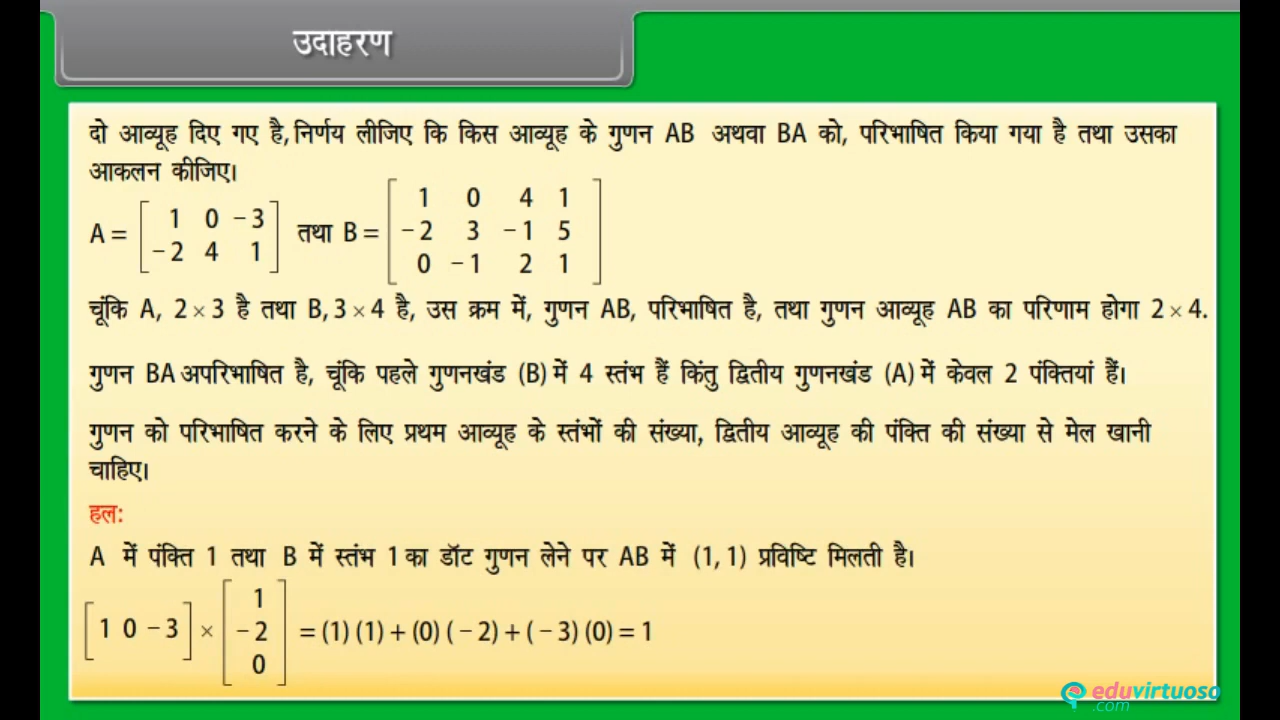 उदाहरण
दो आव्यूह दिए गए है, निर्णय लीजिए कि किस आव्यूह के गुणन AB अथवा BA को, परिभाषित किया गया है तथा उसका
आकलन कीजिए।
A = [ 1 0 −3 ; −2 4 1 ] तथा B = [ 1 0 4 1 ; −2 3 −1 5 ; 0 −1 2 1 ]
चूंकि A, 2 × 3 है तथा B, 3 × 4 है, उस क्रम में, गुणन AB, परिभाषित है, तथा गुणन आव्यूह AB का परिणाम होगा 2 × 4.
गुणन BA अपरिभाषित है, चूंकि पहले गुणनखंड (B) में 4 स्तंभ हैं किंतु द्वितीय गुणनखंड (A) में केवल 2 पंक्तियां हैं।
गुणन को परिभाषित करने के लिए प्रथम आव्यूह के स्तंभों की संख्या, द्वितीय आव्यूह की पंक्ति की संख्या से मेल खानी
चाहिए।
हल:
A में पंक्ति 1 तथा B में स्तंभ 1 का डॉट गुणन लेने पर AB में (1, 1) प्रविष्टि मिलती है।
[ 1 0 −3 ] × [ 1 ; −2 ; 0 ] = (1) (1) + (0) ( −2) + ( −3) (0) = 1
eduvirtuoso
.com